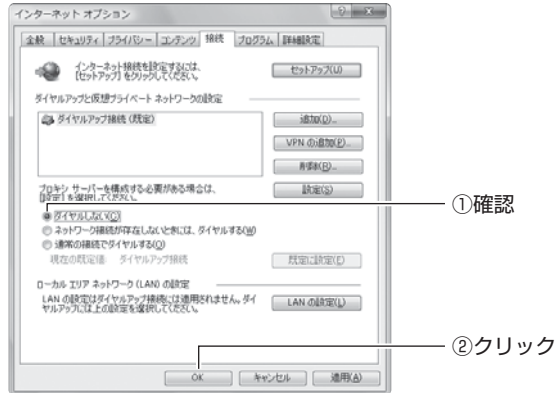 インターネット オプション
全般 セキュリティ プライバシー コンテンツ 接続 プログラム 詳細設定
インターネット接続を設定するには、
[セットアップ] をクリックしてください。
セットアップ(U)
ダイヤルアップと仮想プライベート ネットワークの設定
ダイヤルアップ接続 (既定)
追加(D)...
VPN の追加(P)...
削除(R)...
プロキシ サーバーを構成する必要がある場合は、
[設定] を選択してください。
設定(S)
ダイヤルしない(C)
①確認
ネットワーク接続が存在しないときには、ダイヤルする(W)
通常の接続でダイヤルする(O)
現在の既定値: ダイヤルアップ接続
既定に設定(E)
ローカル エリア ネットワーク (LAN) の設定
LAN の設定はダイヤルアップ接続には適用されません。ダイ
ヤルアップには上の設定を選択してください。
LAN の設定(L)
②クリック
OK キャンセル 適用(A)